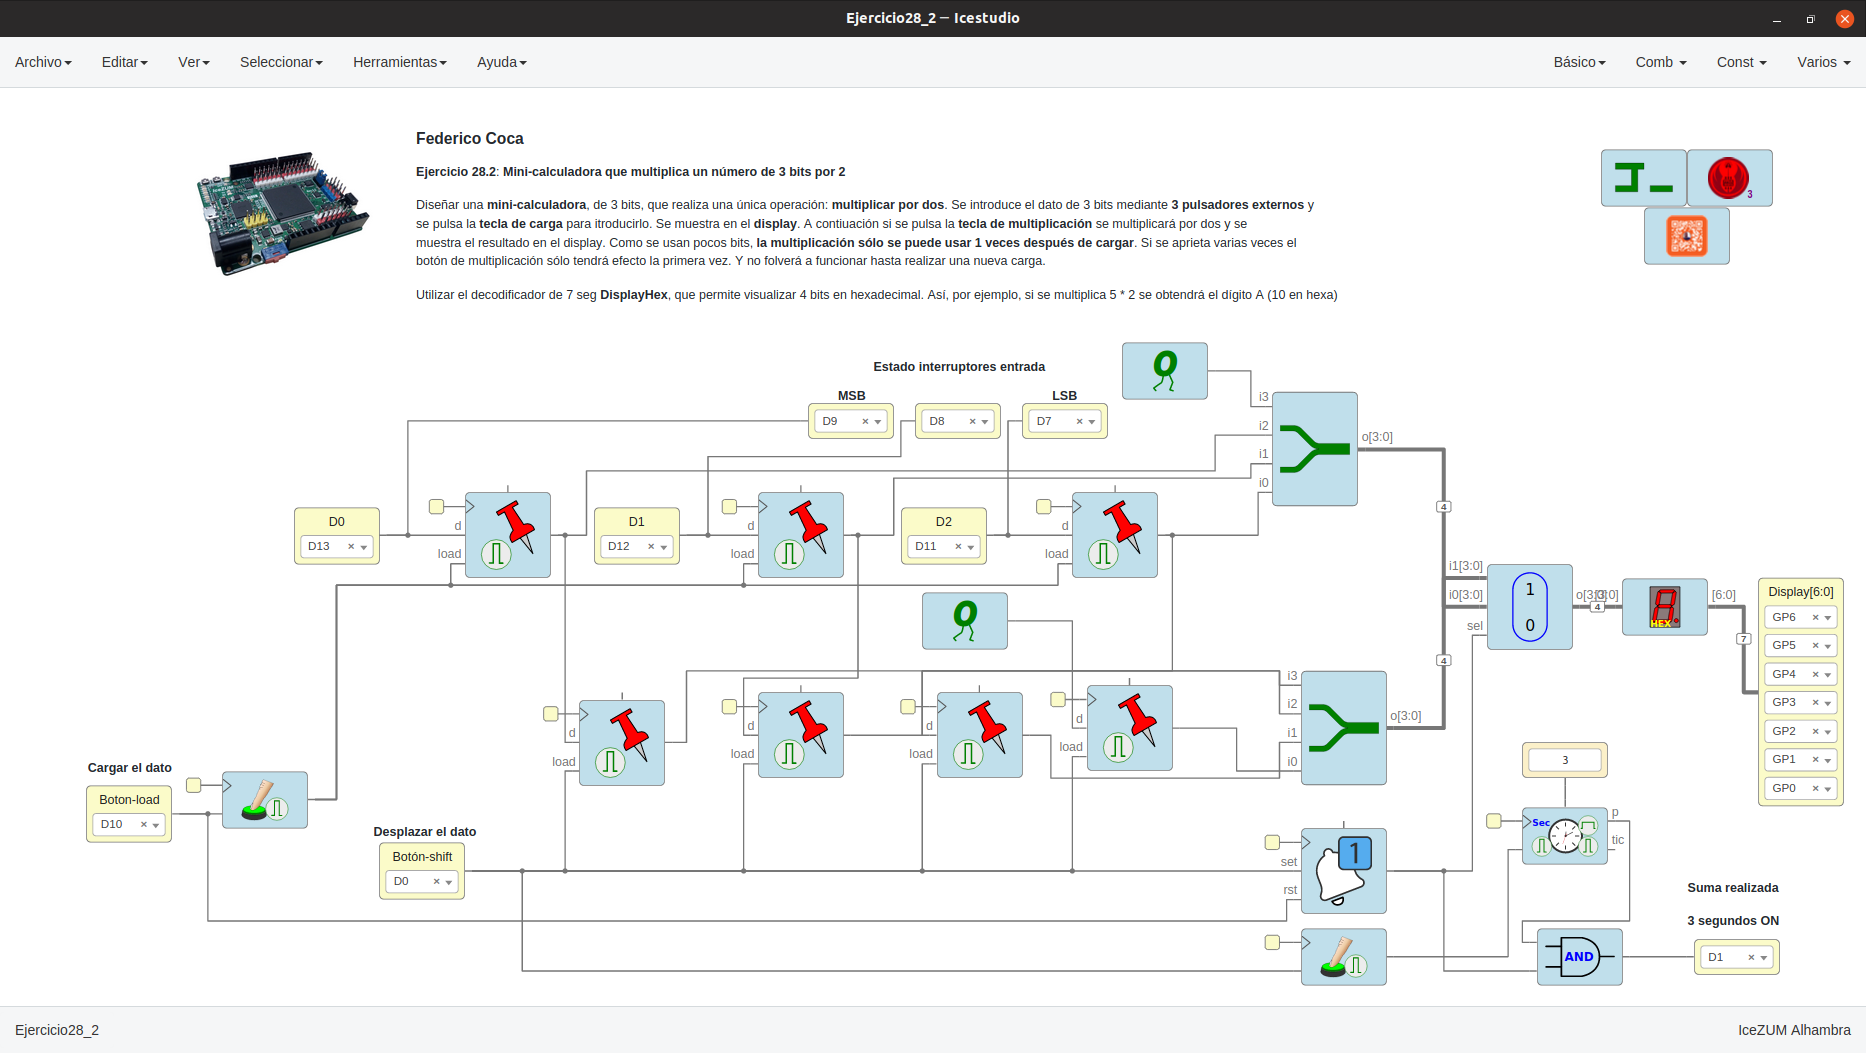 Ejercicio28_2 — Icestudio
Archivo Editar Ver Seleccionar Herramientas Ayuda Básico Comb Const Varios
Federico Coca
Ejercicio 28.2: Mini-calculadora que multiplica un número de 3 bits por 2
Diseñar una mini-calculadora, de 3 bits, que realiza una única operación: multiplicar por dos. Se introduce el dato de 3 bits mediante 3 pulsadores externos y
se pulsa la tecla de carga para itroducirlo. Se muestra en el display. A contiuación si se pulsa la tecla de multiplicación se multiplicará por dos y se
muestra el resultado en el display. Como se usan pocos bits, la multiplicación sólo se puede usar 1 veces después de cargar. Si se aprieta varias veces el
botón de multiplicación sólo tendrá efecto la primera vez. Y no folverá a funcionar hasta realizar una nueva carga.
Utilizar el decodificador de 7 seg DisplayHex, que permite visualizar 4 bits en hexadecimal. Así, por ejemplo, si se multiplica 5 * 2 se obtendrá el dígito A (10 en hexa)
3
Estado interruptores entrada
MSB LSB
D9 × D8 × D7 ×
0
i3
i2
i1
i0
o[3:0]
4
D0
D13 ×
d
load
D1
D12 ×
d
load
D2
D11 ×
d
load
0
i1[3:0]
i0[3:0]
sel
1
0
o[3:0]
4
HEX
[6:0]
7
Display[6:0]
GP6 ×
GP5 ×
GP4 ×
GP3 ×
GP2 ×
GP1 ×
GP0 ×
4
d
load
d
load
d
load
d
load
i3
i2
i1
i0
o[3:0]
Cargar el dato
Boton-load
D10 ×
Desplazar el dato
Botón-shift
D0 ×
set
rst
1
3
Sec
p
tic
Suma realizada
3 segundos ON
AND
D1 ×
Ejercicio28_2 IceZUM Alhambra